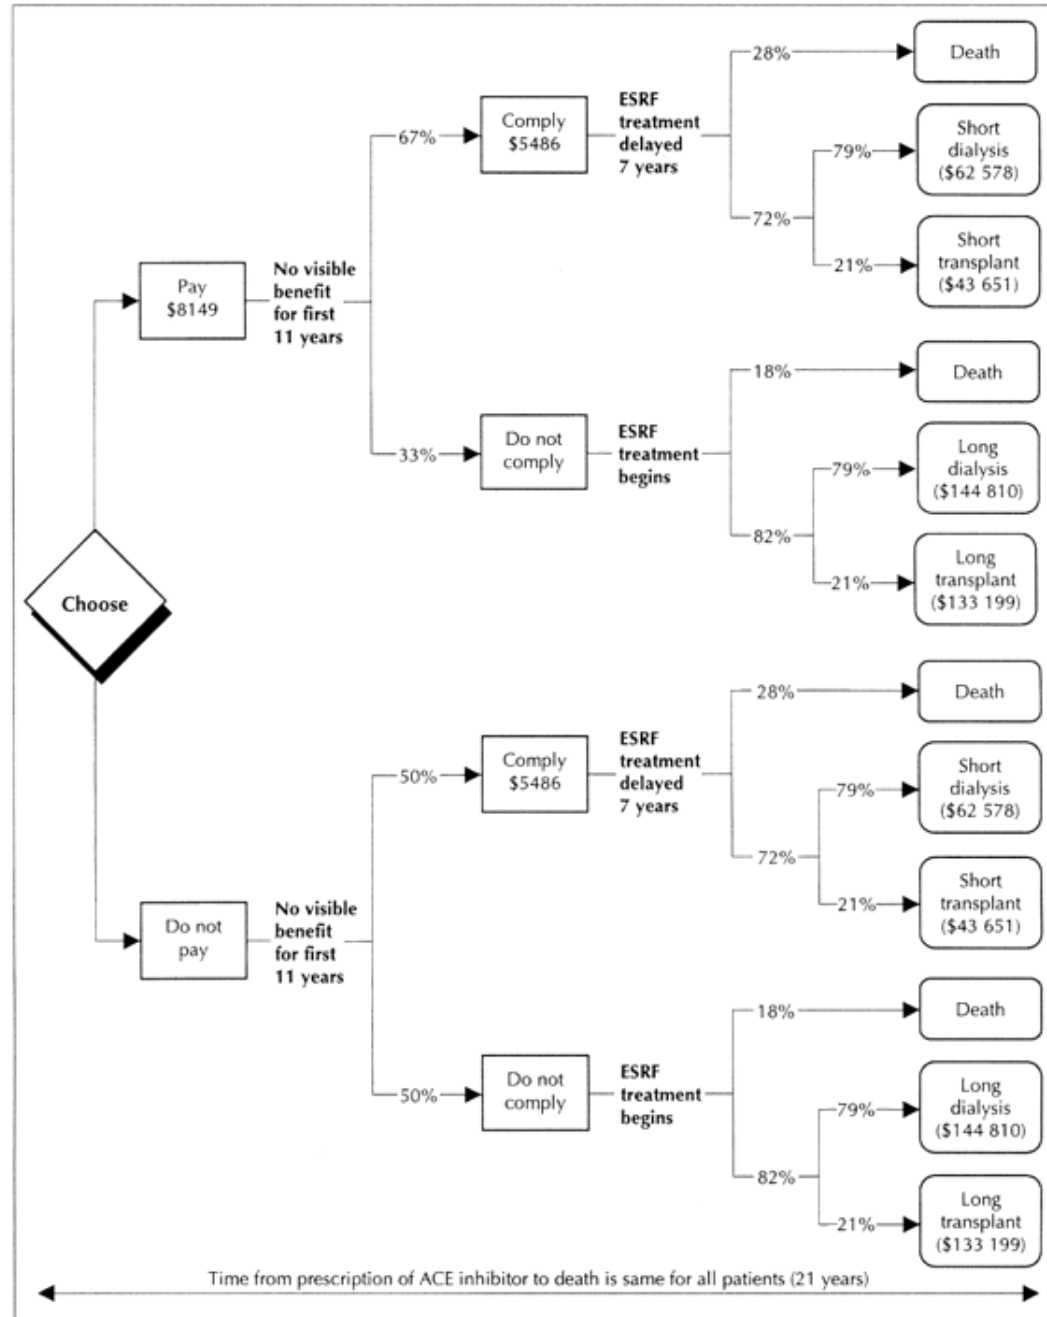 28%
Death
Comply
$5486
ESRF
treatment
delayed
7 years
67%
79%
Short
dialysis
($62 578)
72%
21%
Short
transplant
($43 651)
Pay
$8149
No visible
benefit
for first
11 years
18%
Death
33%
Do not
comply
ESRF
treatment
begins
79%
Long
dialysis
($144 810)
82%
21%
Long
transplant
($133 199)
Choose
28%
Death
50%
Comply
$5486
ESRF
treatment
delayed
7 years
79%
Short
dialysis
($62 578)
72%
21%
Short
transplant
($43 651)
Do not
pay
No visible
benefit
for first
11 years
18%
Death
50%
Do not
comply
ESRF
treatment
begins
79%
Long
dialysis
($144 810)
82%
21%
Long
transplant
($133 199)
Time from prescription of ACE inhibitor to death is same for all patients (21 years)